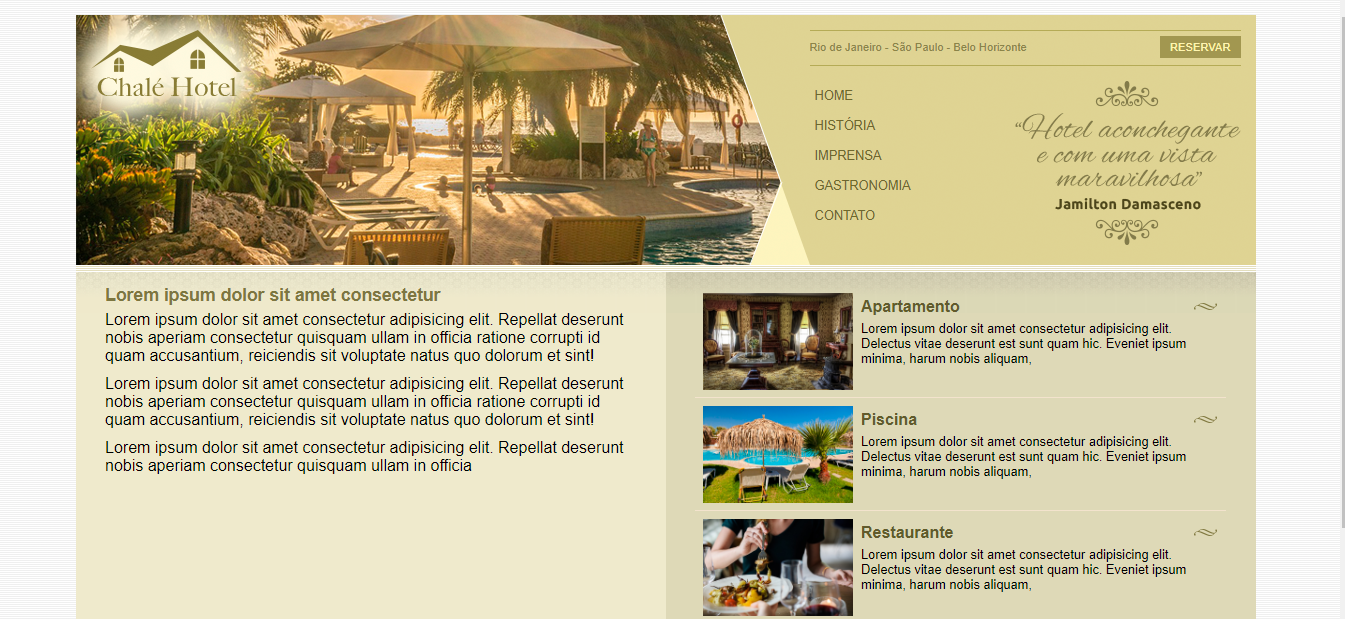 Chalé Hotel
Rio de Janeiro - São Paulo - Belo Horizonte
RESERVAR
HOME
HISTÓRIA
IMPRENSA
GASTRONOMIA
CONTATO
“Hotel aconchegante
e com uma vista
maravilhosa”
Jamilton Damasceno
Lorem ipsum dolor sit amet consectetur
Lorem ipsum dolor sit amet consectetur adipisicing elit. Repellat deserunt
nobis aperiam consectetur quisquam ullam in officia ratione corrupti id
quam accusantium, reiciendis sit voluptate natus quo dolorum et sint!
Lorem ipsum dolor sit amet consectetur adipisicing elit. Repellat deserunt
nobis aperiam consectetur quisquam ullam in officia ratione corrupti id
quam accusantium, reiciendis sit voluptate natus quo dolorum et sint!
Lorem ipsum dolor sit amet consectetur adipisicing elit. Repellat deserunt
nobis aperiam consectetur quisquam ullam in officia
Apartamento
Lorem ipsum dolor sit amet consectetur adipisicing elit.
Delectus vitae deserunt est sunt quam hic. Eveniet ipsum
minima, harum nobis aliquam,
Piscina
Lorem ipsum dolor sit amet consectetur adipisicing elit.
Delectus vitae deserunt est sunt quam hic. Eveniet ipsum
minima, harum nobis aliquam,
Restaurante
Lorem ipsum dolor sit amet consectetur adipisicing elit.
Delectus vitae deserunt est sunt quam hic. Eveniet ipsum
minima, harum nobis aliquam,